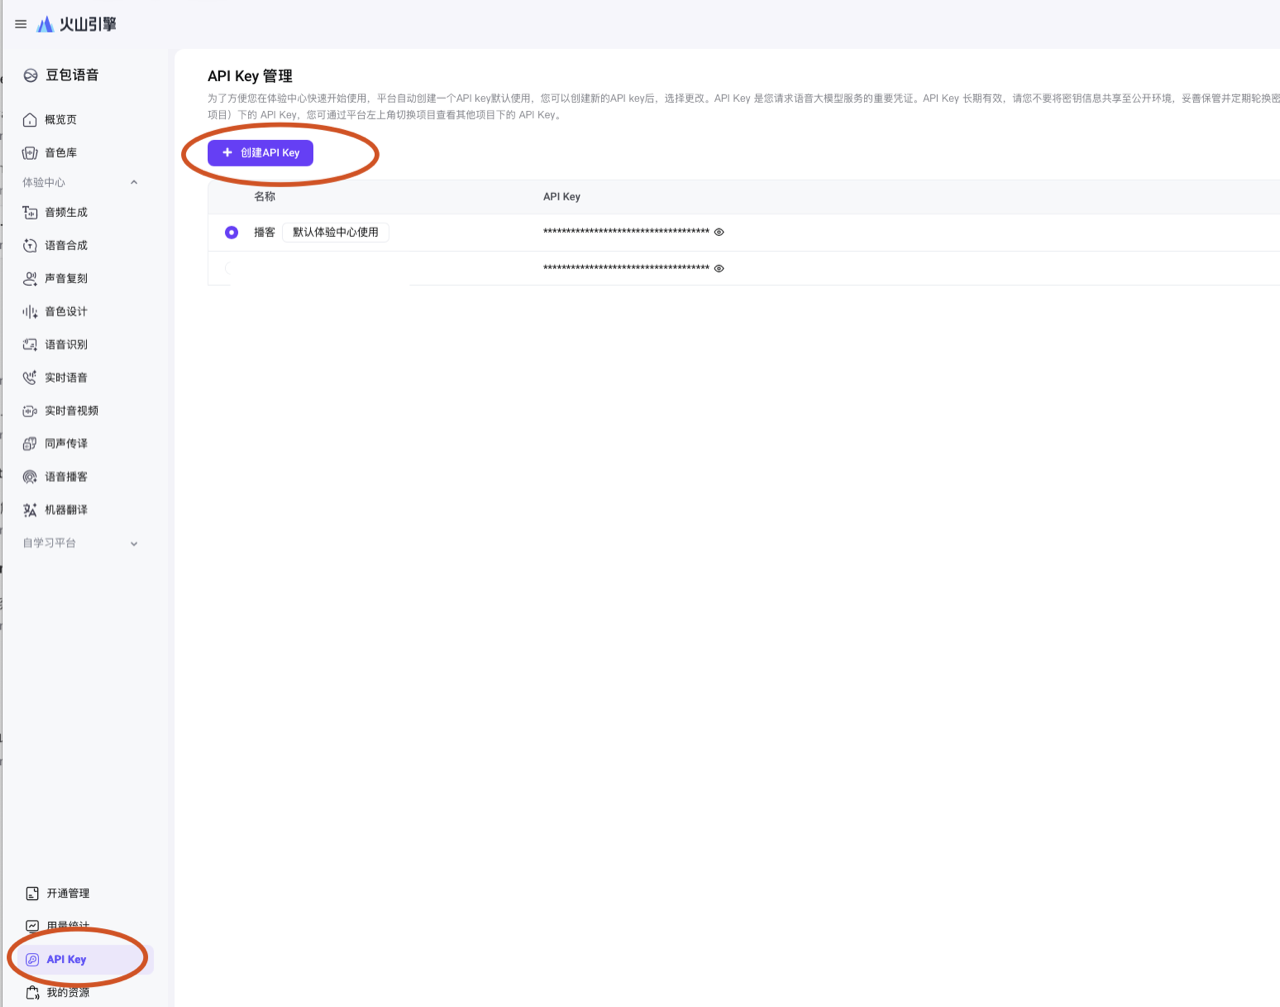 火山引擎
豆包语音
概览页
音色库
体验中心
音频生成
语音合成
声音复刻
音色设计
语音识别
实时语音
实时音视频
同声传译
语音播客
机器翻译
自学习平台
开通管理
用量统计
API Key
我的资源
API Key 管理
为了方便您在体验中心快速开始使用，平台自动创建一个API key默认使用，您可以创建新的API key后，选择更改。API Key 是您请求语音大模型服务的重要凭证。API Key 长期有效，请您不要将密钥信息共享至公开环境，妥善保管并定期轮换密
项目）下的 API Key，您可通过平台左上角切换项目查看其他项目下的 API Key。
+ 创建API Key
名称 API Key
播客 默认体验中心使用 ************************************
************************************